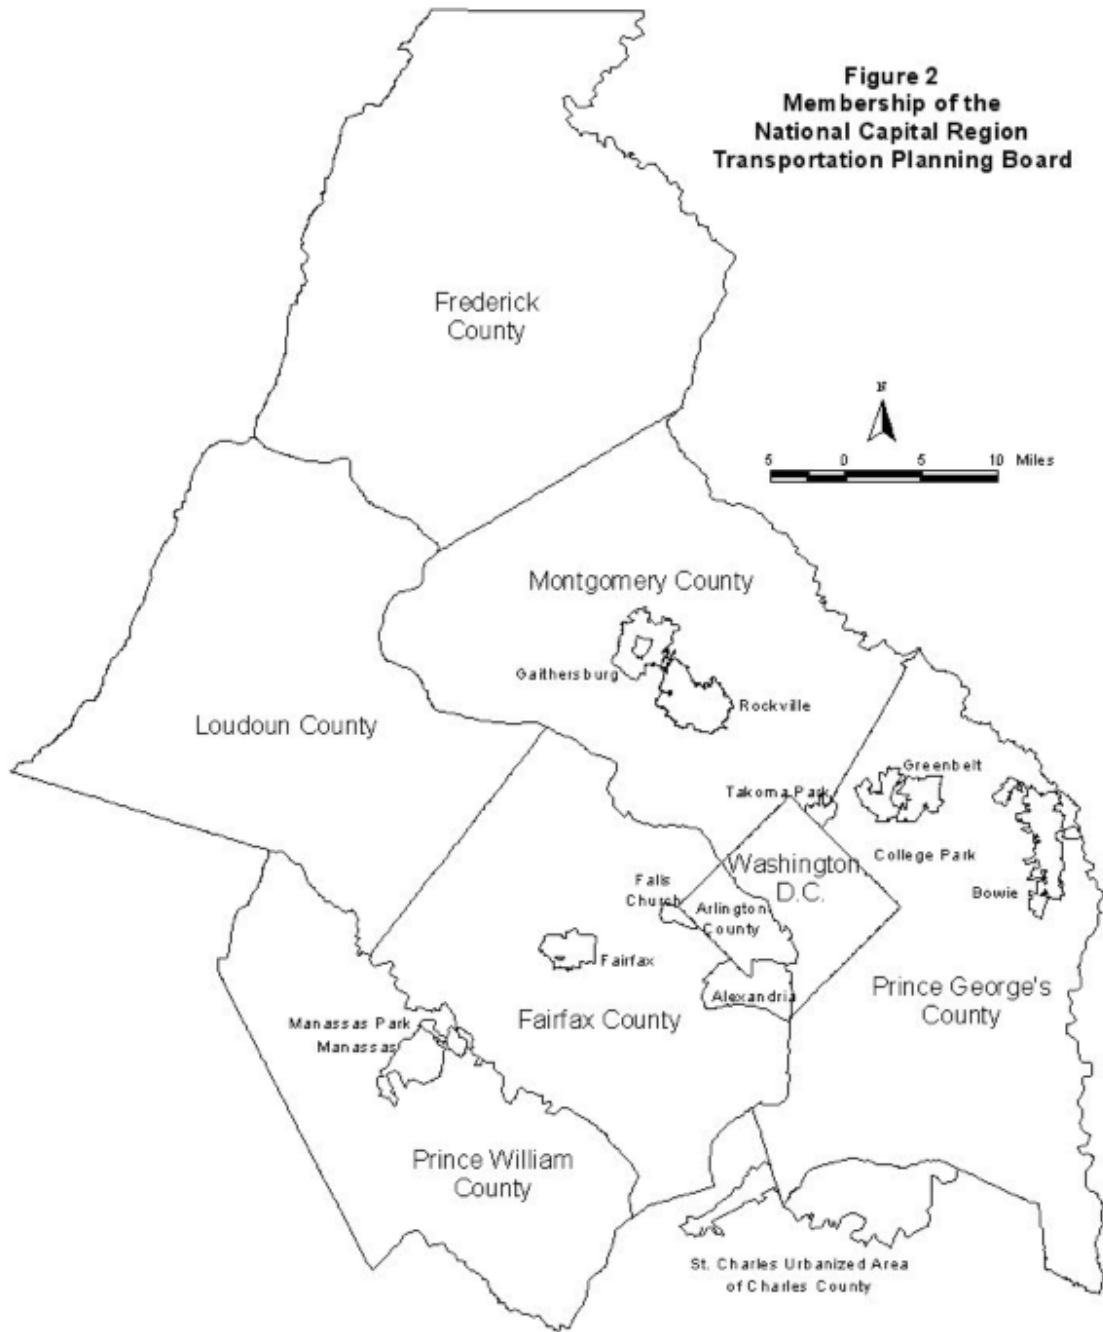 Figure 2
Membership of the
National Capital Region
Transportation Planning Board
Frederick
County
N
5 0 5 10 Miles
Montgomery County
Gaithersburg
Rockville
Loudoun County
Greenbelt
Takoma Park
College Park
Washington
D.C.
Falls
Church
Arlington
County
Bowie
Fairfax
Alexandria
Prince George's
County
Fairfax County
Manassas Park
Manassas
Prince William
County
St. Charles Urbanized Area
of Charles County